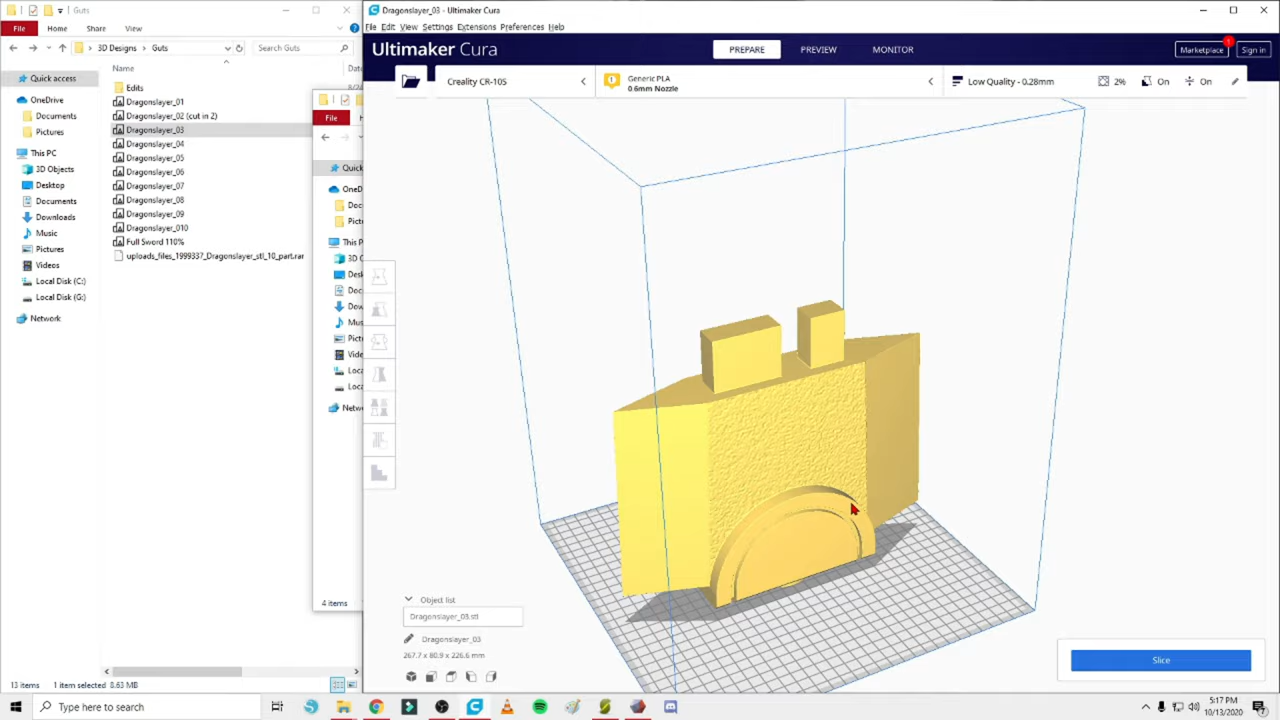 Guts
File
Home
Share
View
3D Designs
Guts
Search Guts
Name
Quick access
OneDrive
Documents
Pictures
This PC
3D Objects
Desktop
Documents
Downloads
Music
Pictures
Videos
Local Disk (C:)
Local Disk (G:)
Network
Edits
Dragonslayer_01
Dragonslayer_02 (cut in 2)
Dragonslayer_03
Dragonslayer_04
Dragonslayer_05
Dragonslayer_06
Dragonslayer_07
Dragonslayer_08
Dragonslayer_09
Dragonslayer_010
Full Sword 110%
uploads_files_1999337_Dragonslayer_stl_10_part.rar
13 items
1 item selected 8.63 MB
File
4 items
Dragonslayer_03 - Ultimaker Cura
File Edit View Settings Extensions Preferences Help
Ultimaker Cura
PREPARE
PREVIEW
MONITOR
Marketplace
1
Sign in
Creality CR-10S
1
Generic PLA
0.6mm Nozzle
Low Quality - 0.28mm
2%
On
On
Object list
Dragonslayer_03.stl
Dragonslayer_03
267.7 x 80.9 x 226.6 mm
Slice
Type here to search
5:17 PM
10/13/2020